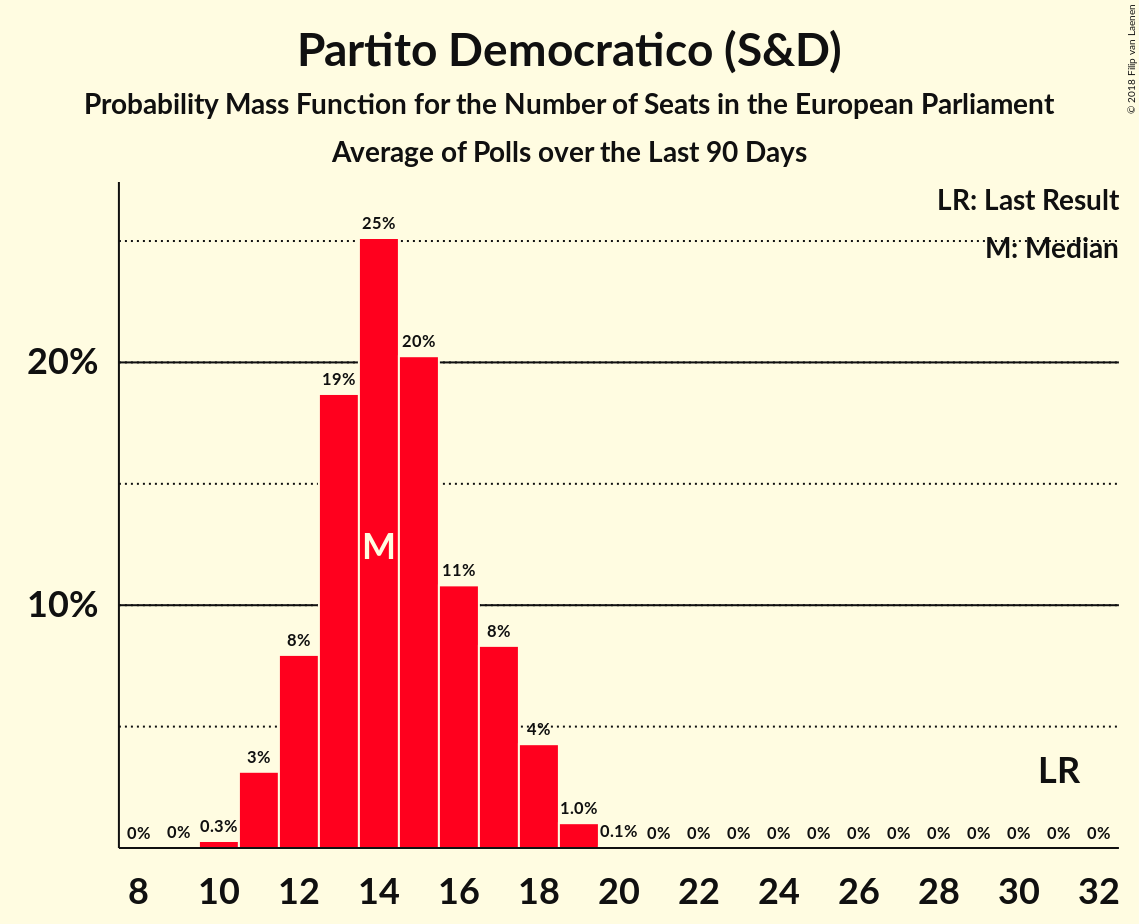 Partito Democratico (S&D)
Probability Mass Function for the Number of Seats in the European Parliament
Average of Polls over the Last 90 Days
© 2018 Filip van Laenen
LR: Last Result
M: Median
25%
20%
20%
19%
M
11%
10%
8%
8%
4%
3%
LR
1.0%
0% 0% 0.3% 0.1% 0% 0% 0% 0% 0% 0% 0% 0% 0% 0% 0% 0%
8 10 12 14 16 18 20 22 24 26 28 30 32